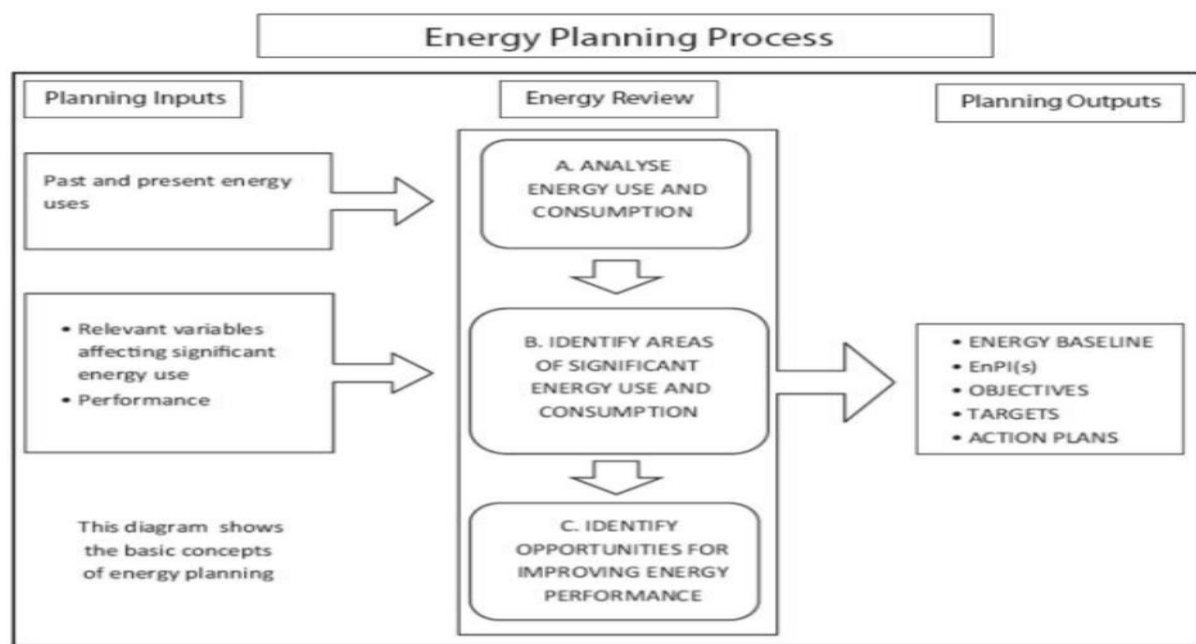 Energy Planning Process
Planning Inputs
Energy Review
Planning Outputs
Past and present energy
uses
A. ANALYSE
ENERGY USE AND
CONSUMPTION
• Relevant variables
affecting significant
energy use
• Performance
B. IDENTIFY AREAS
OF SIGNIFICANT
ENERGY USE AND
CONSUMPTION
• ENERGY BASELINE
• EnPI(s)
• OBJECTIVES
• TARGETS
• ACTION PLANS
This diagram shows
the basic concepts
of energy planning
C. IDENTIFY
OPPORTUNITIES FOR
IMPROVING ENERGY
PERFORMANCE